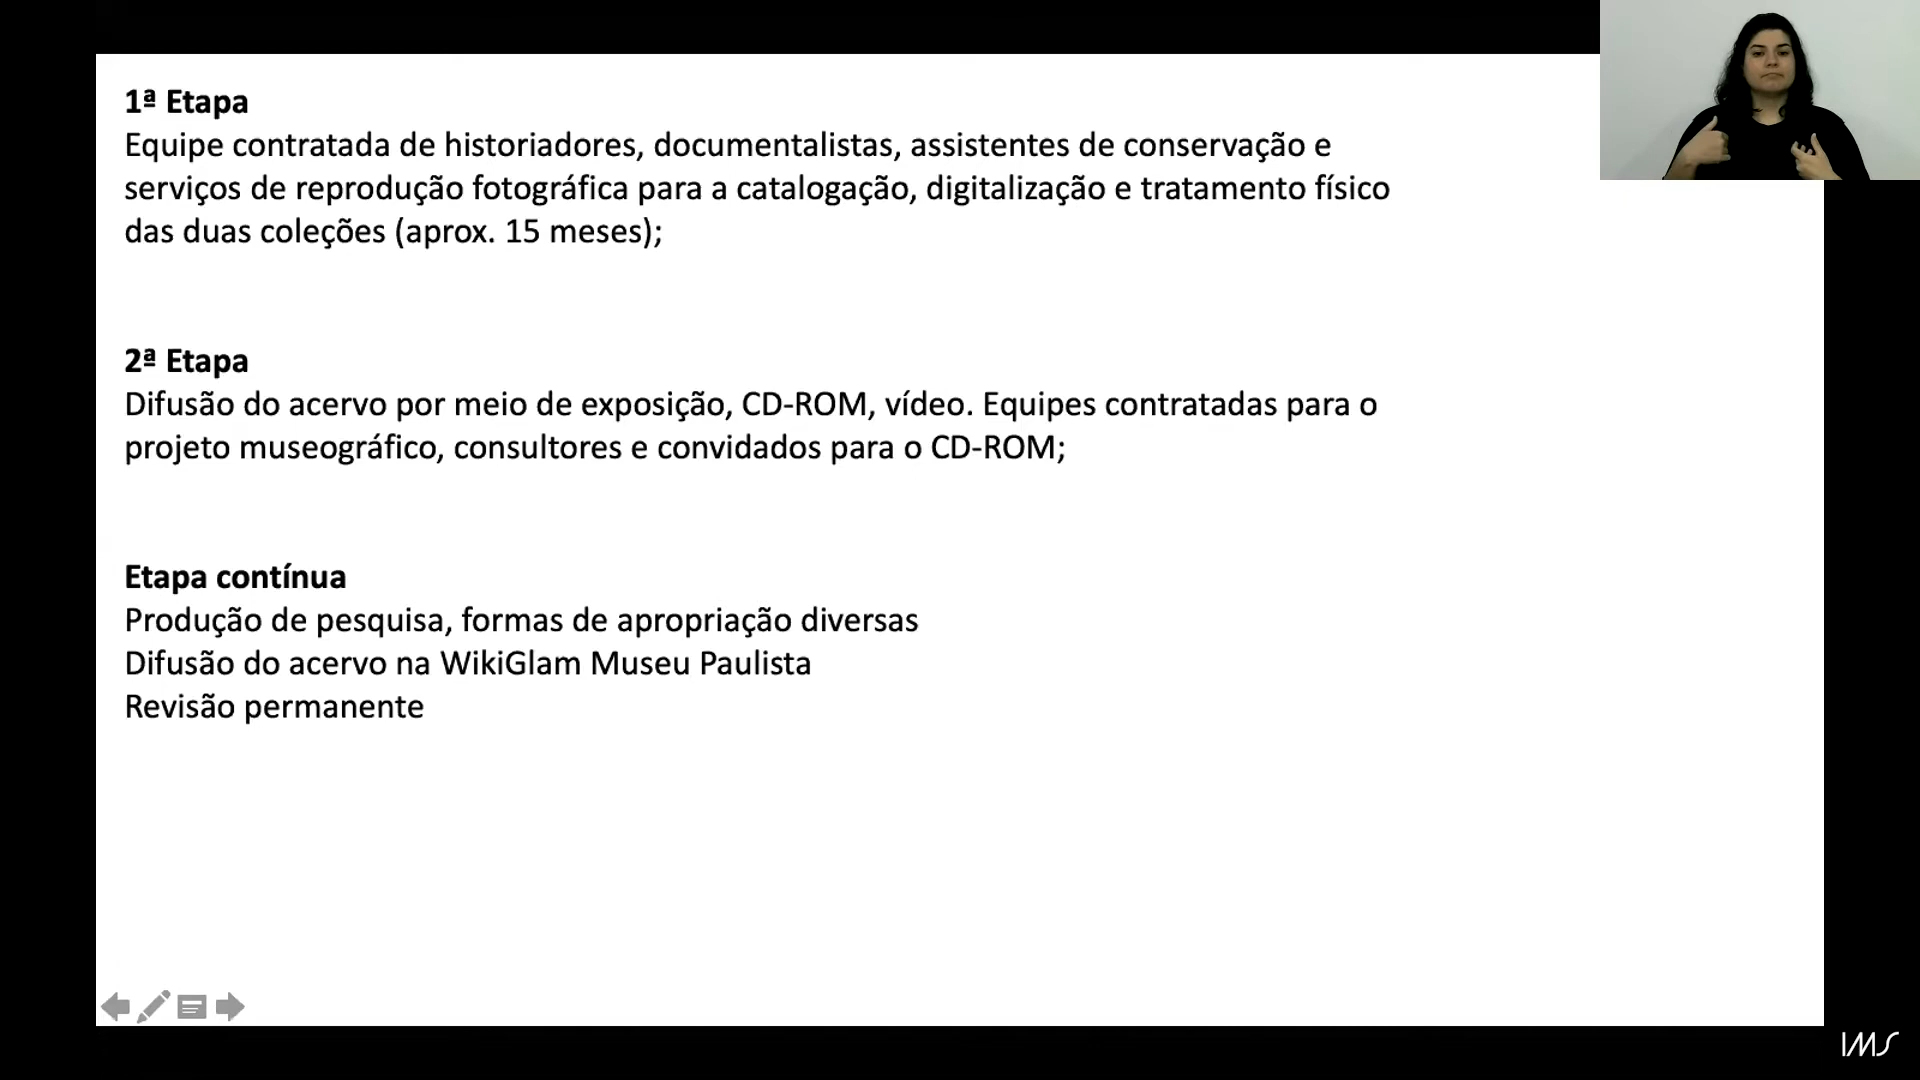 1ª Etapa
Equipe contratada de historiadores, documentalistas, assistentes de conservação e
serviços de reprodução fotográfica para a catalogação, digitalização e tratamento físico
das duas coleções (aprox. 15 meses);
2ª Etapa
Difusão do acervo por meio de exposição, CD-ROM, vídeo. Equipes contratadas para o
projeto museográfico, consultores e convidados para o CD-ROM;
Etapa contínua
Produção de pesquisa, formas de apropriação diversas
Difusão do acervo na WikiGlam Museu Paulista
Revisão permanente
IMS